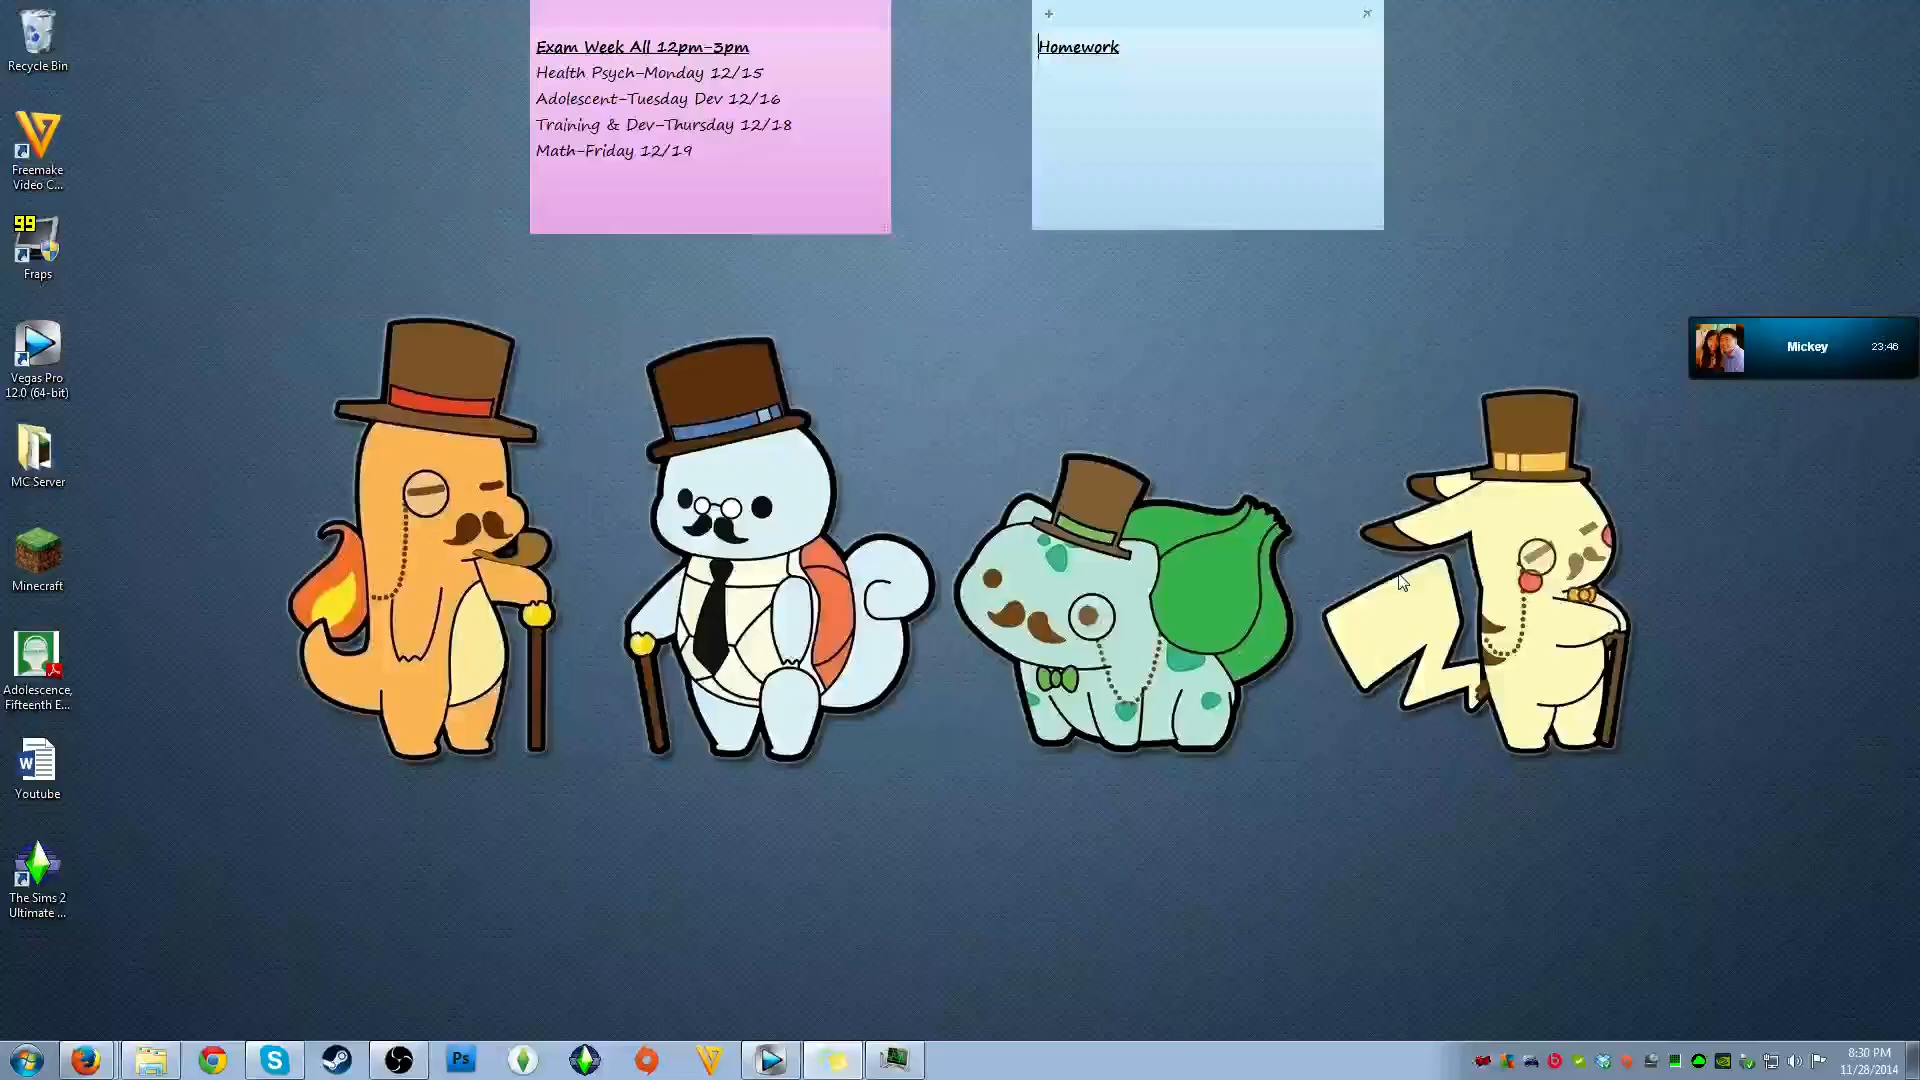 Recycle Bin
Freemake
Video C...
99
Fraps
Vegas Pro
12.0 (64-bit)
MC Server
Minecraft
Adolescence,
Fifteenth E...
W
Youtube
The Sims 2
Ultimate ...
Exam Week All 12pm-3pm
Health Psych-Monday 12/15
Adolescent-Tuesday Dev 12/16
Training & Dev-Thursday 12/18
Math-Friday 12/19
Homework
Mickey 23:46
Ps
8:30 PM
11/28/2014